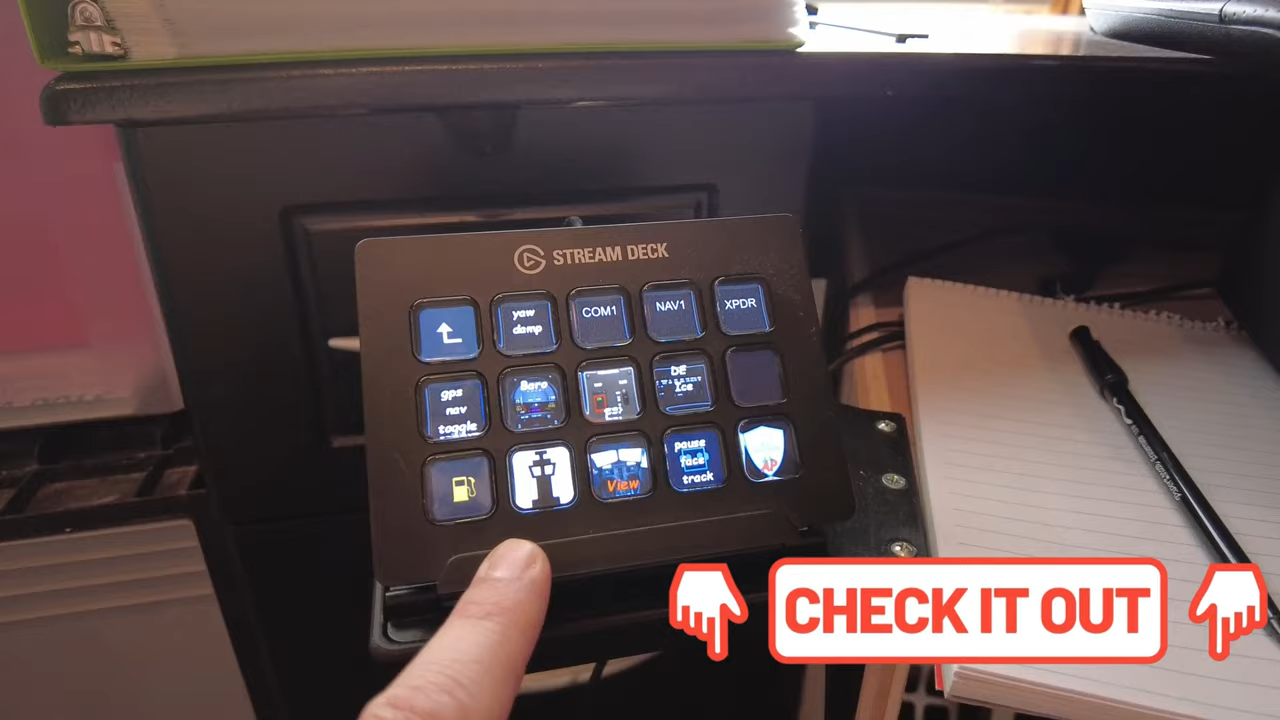 STREAM DECK
yaw
damp
COM1
NAV1
XPDR
gps
nav
toggle
Baro
DE
Ice
View
pause
face
track
AP
CHECK IT OUT